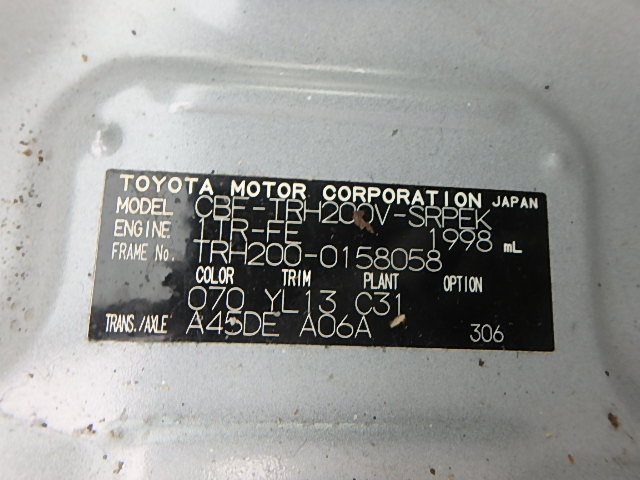 TOYOTA MOTOR CORPORATION JAPAN
MODEL CBF-TRH200V-SRPEK
ENGINE 1TR-FE 1998 mL
FRAME No. TRH200-0158058
COLOR TRIM PLANT OPTION
070 YL13 C31
TRANS./AXLE A45DE A06A 306